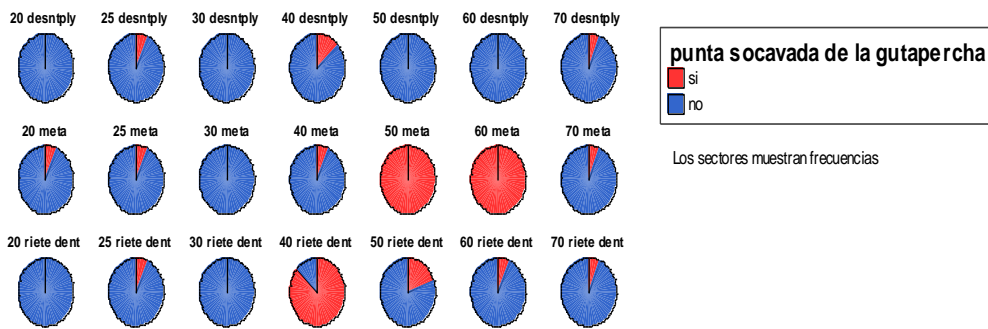 20 desntply 25 desntply 30 desntply 40 desntply 50 desntply 60 desntply 70 desntply
20 meta 25 meta 30 meta 40 meta 50 meta 60 meta 70 meta
20 riete dent 25 riete dent 30 riete dent 40 riete dent 50 riete dent 60 riete dent 70 riete dent
punta socavada de la gutapercha
si
no
Los sectores muestran frecuencias